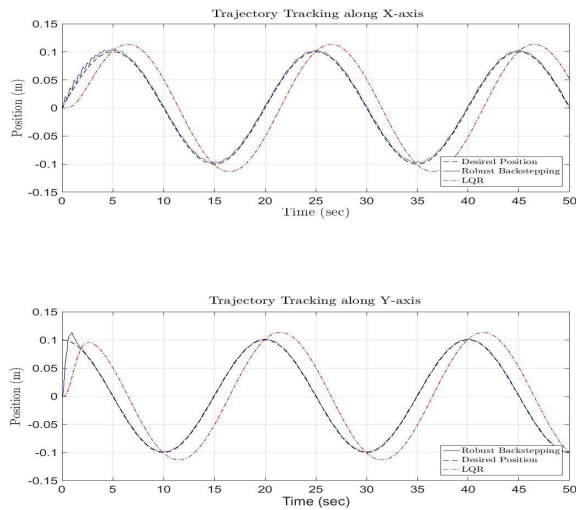 Trajectory Tracking along X-axis
0.15
0.10
0.05
0
-0.05
-0.10
-0.15
Position (m)
Desired Position
Robust Backstepping
LQR
0 5 10 15 20 25 30 35 40 45 50
Time (sec)
Trajectory Tracking along Y-axis
0.15
0.10
0.05
0
-0.05
-0.1
-0.15
Position (m)
Robust Backstepping
Desired Position
LQR
0 5 10 15 20 25 30 35 40 45 50
Time (sec)